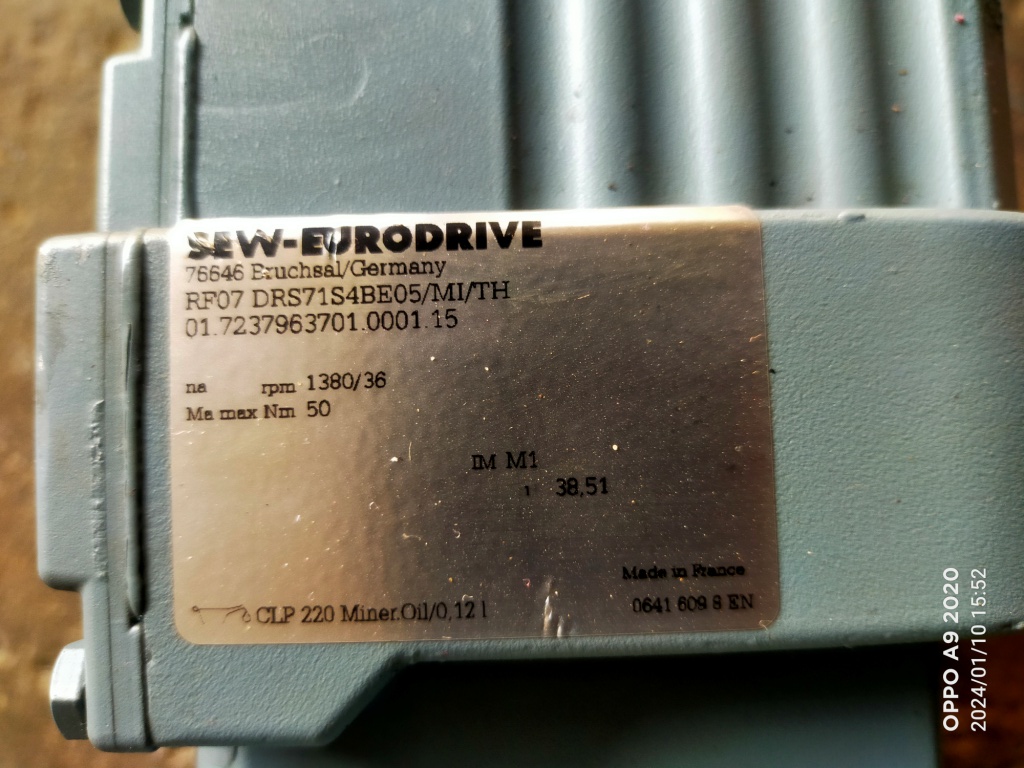 SEW-EURODRIVE
76646 Bruchsal/Germany
RF07 DRS71S4BE05/MI/TH
01.7237963701.0001.15
na rpm 1380/36
Ma max Nm 50
IM M1
i 38,51
Made in France
CLP 220 Miner.Oil/0,12 l
0641 609 8 EN
OPPO A9 2020
2024/01/10 15:52